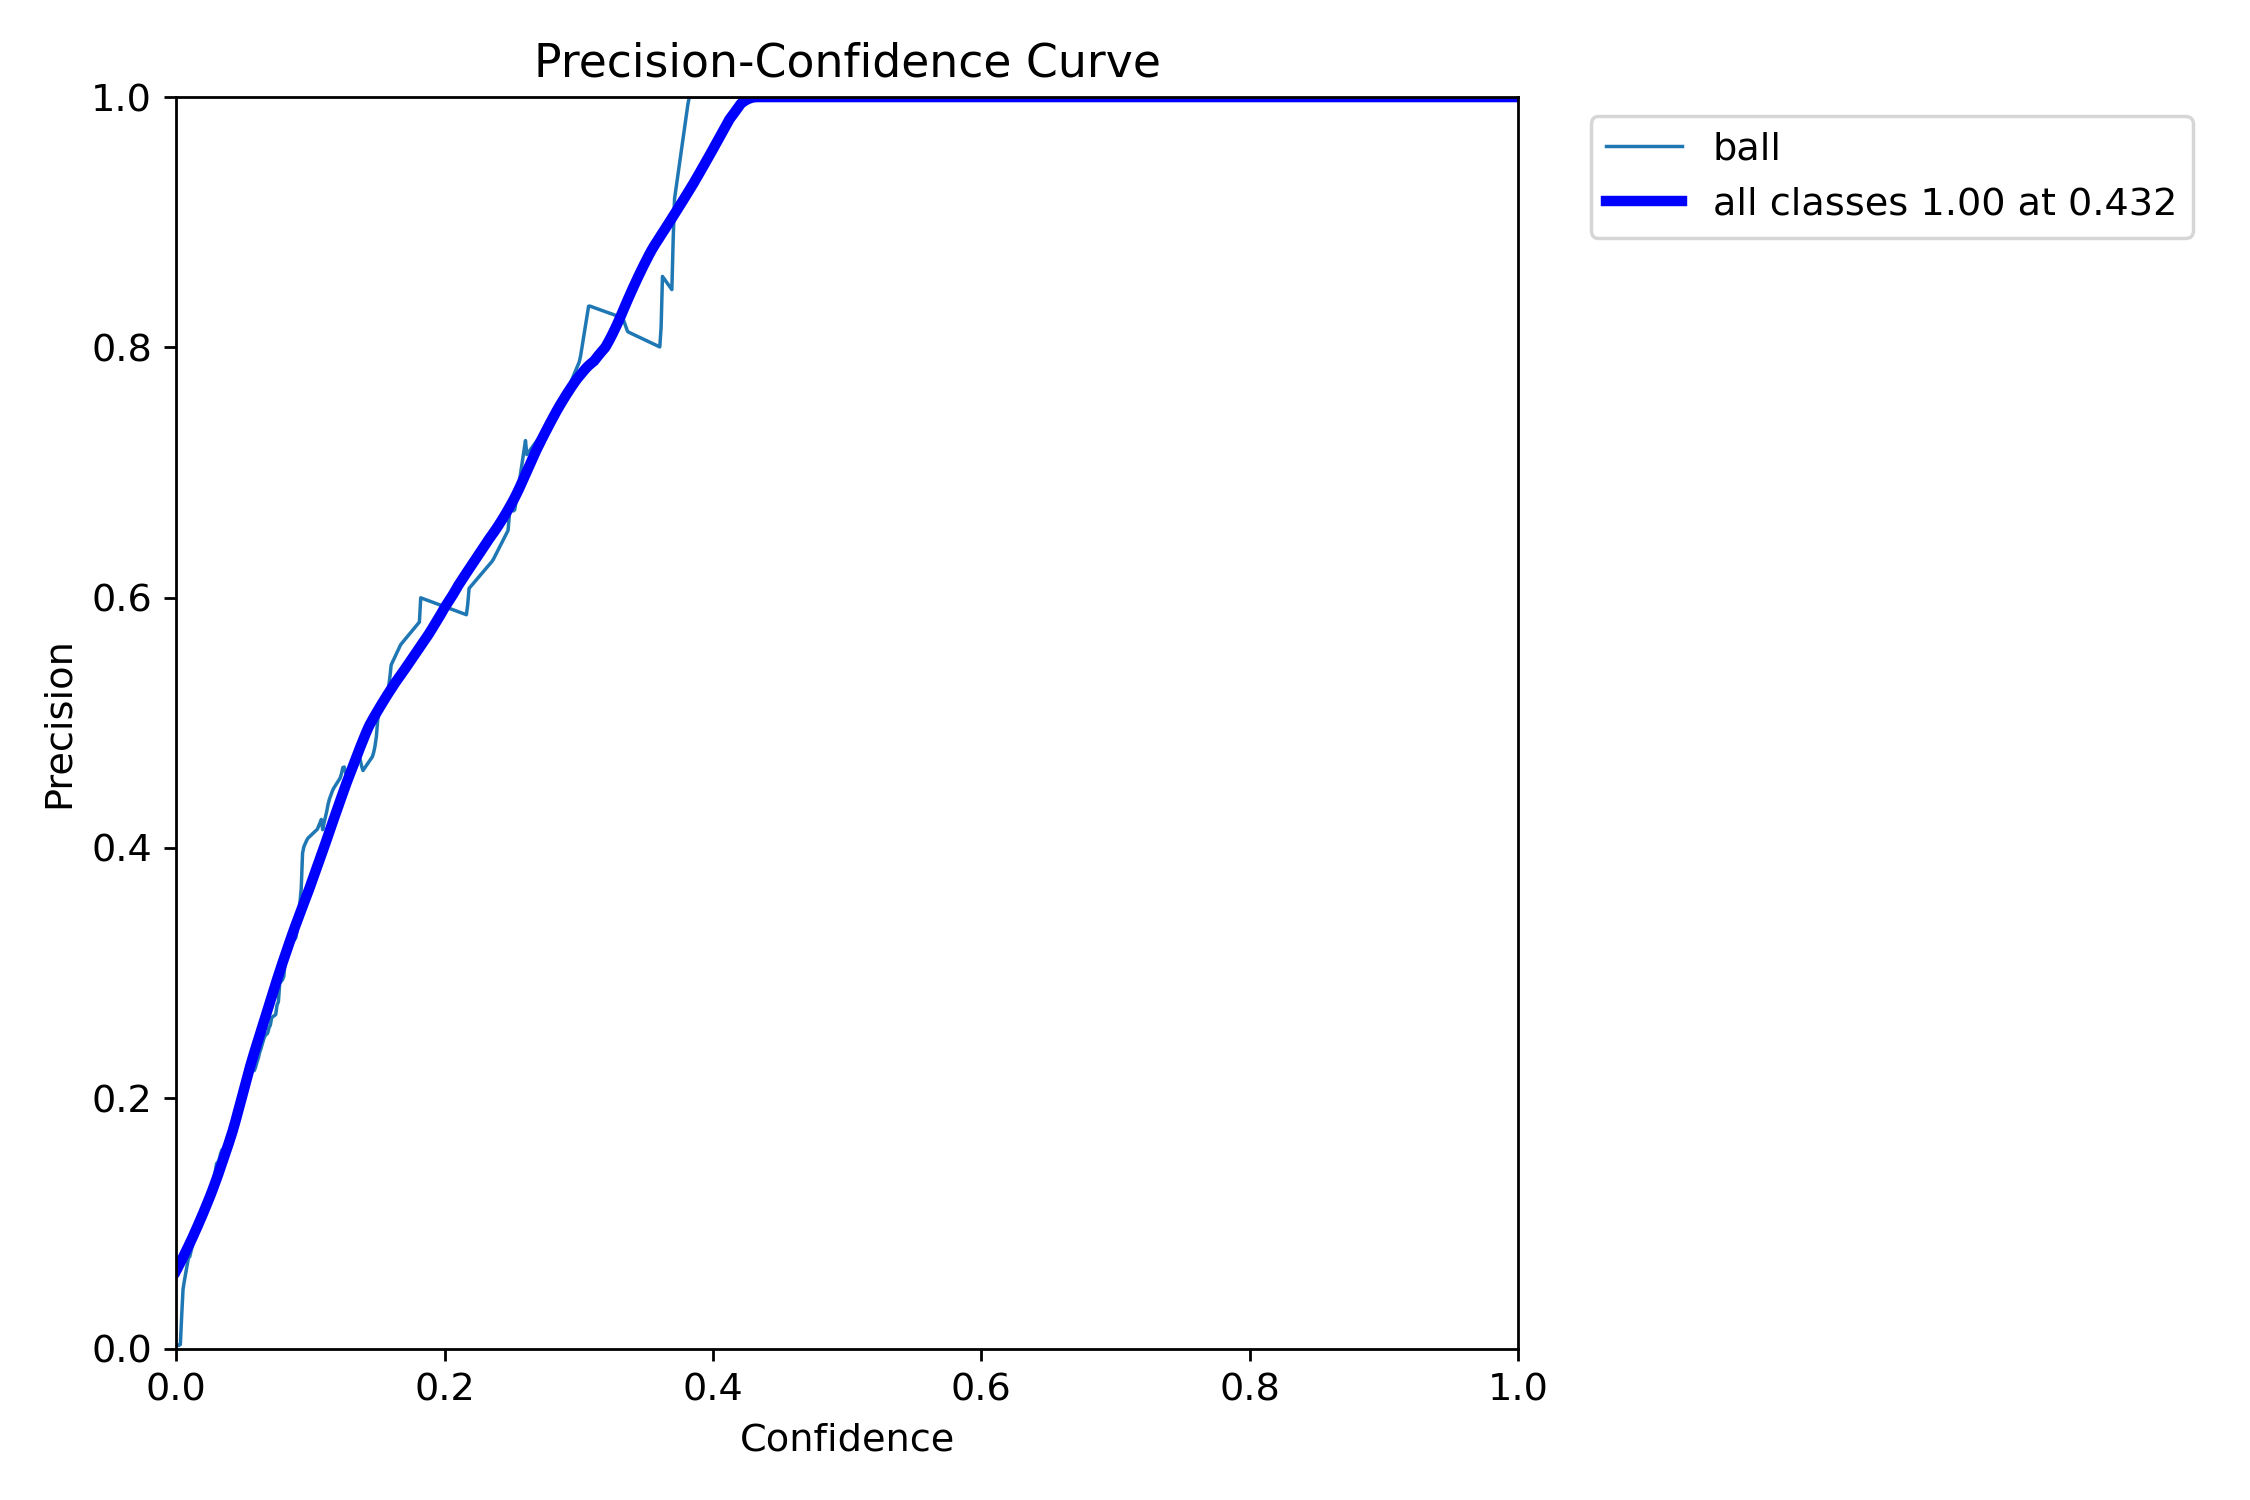 Precision-Confidence Curve
ball
all classes 1.00 at 0.432
Precision
1.0
0.8
0.6
0.4
0.2
0.0
0.0 0.2 0.4 0.6 0.8 1.0
Confidence